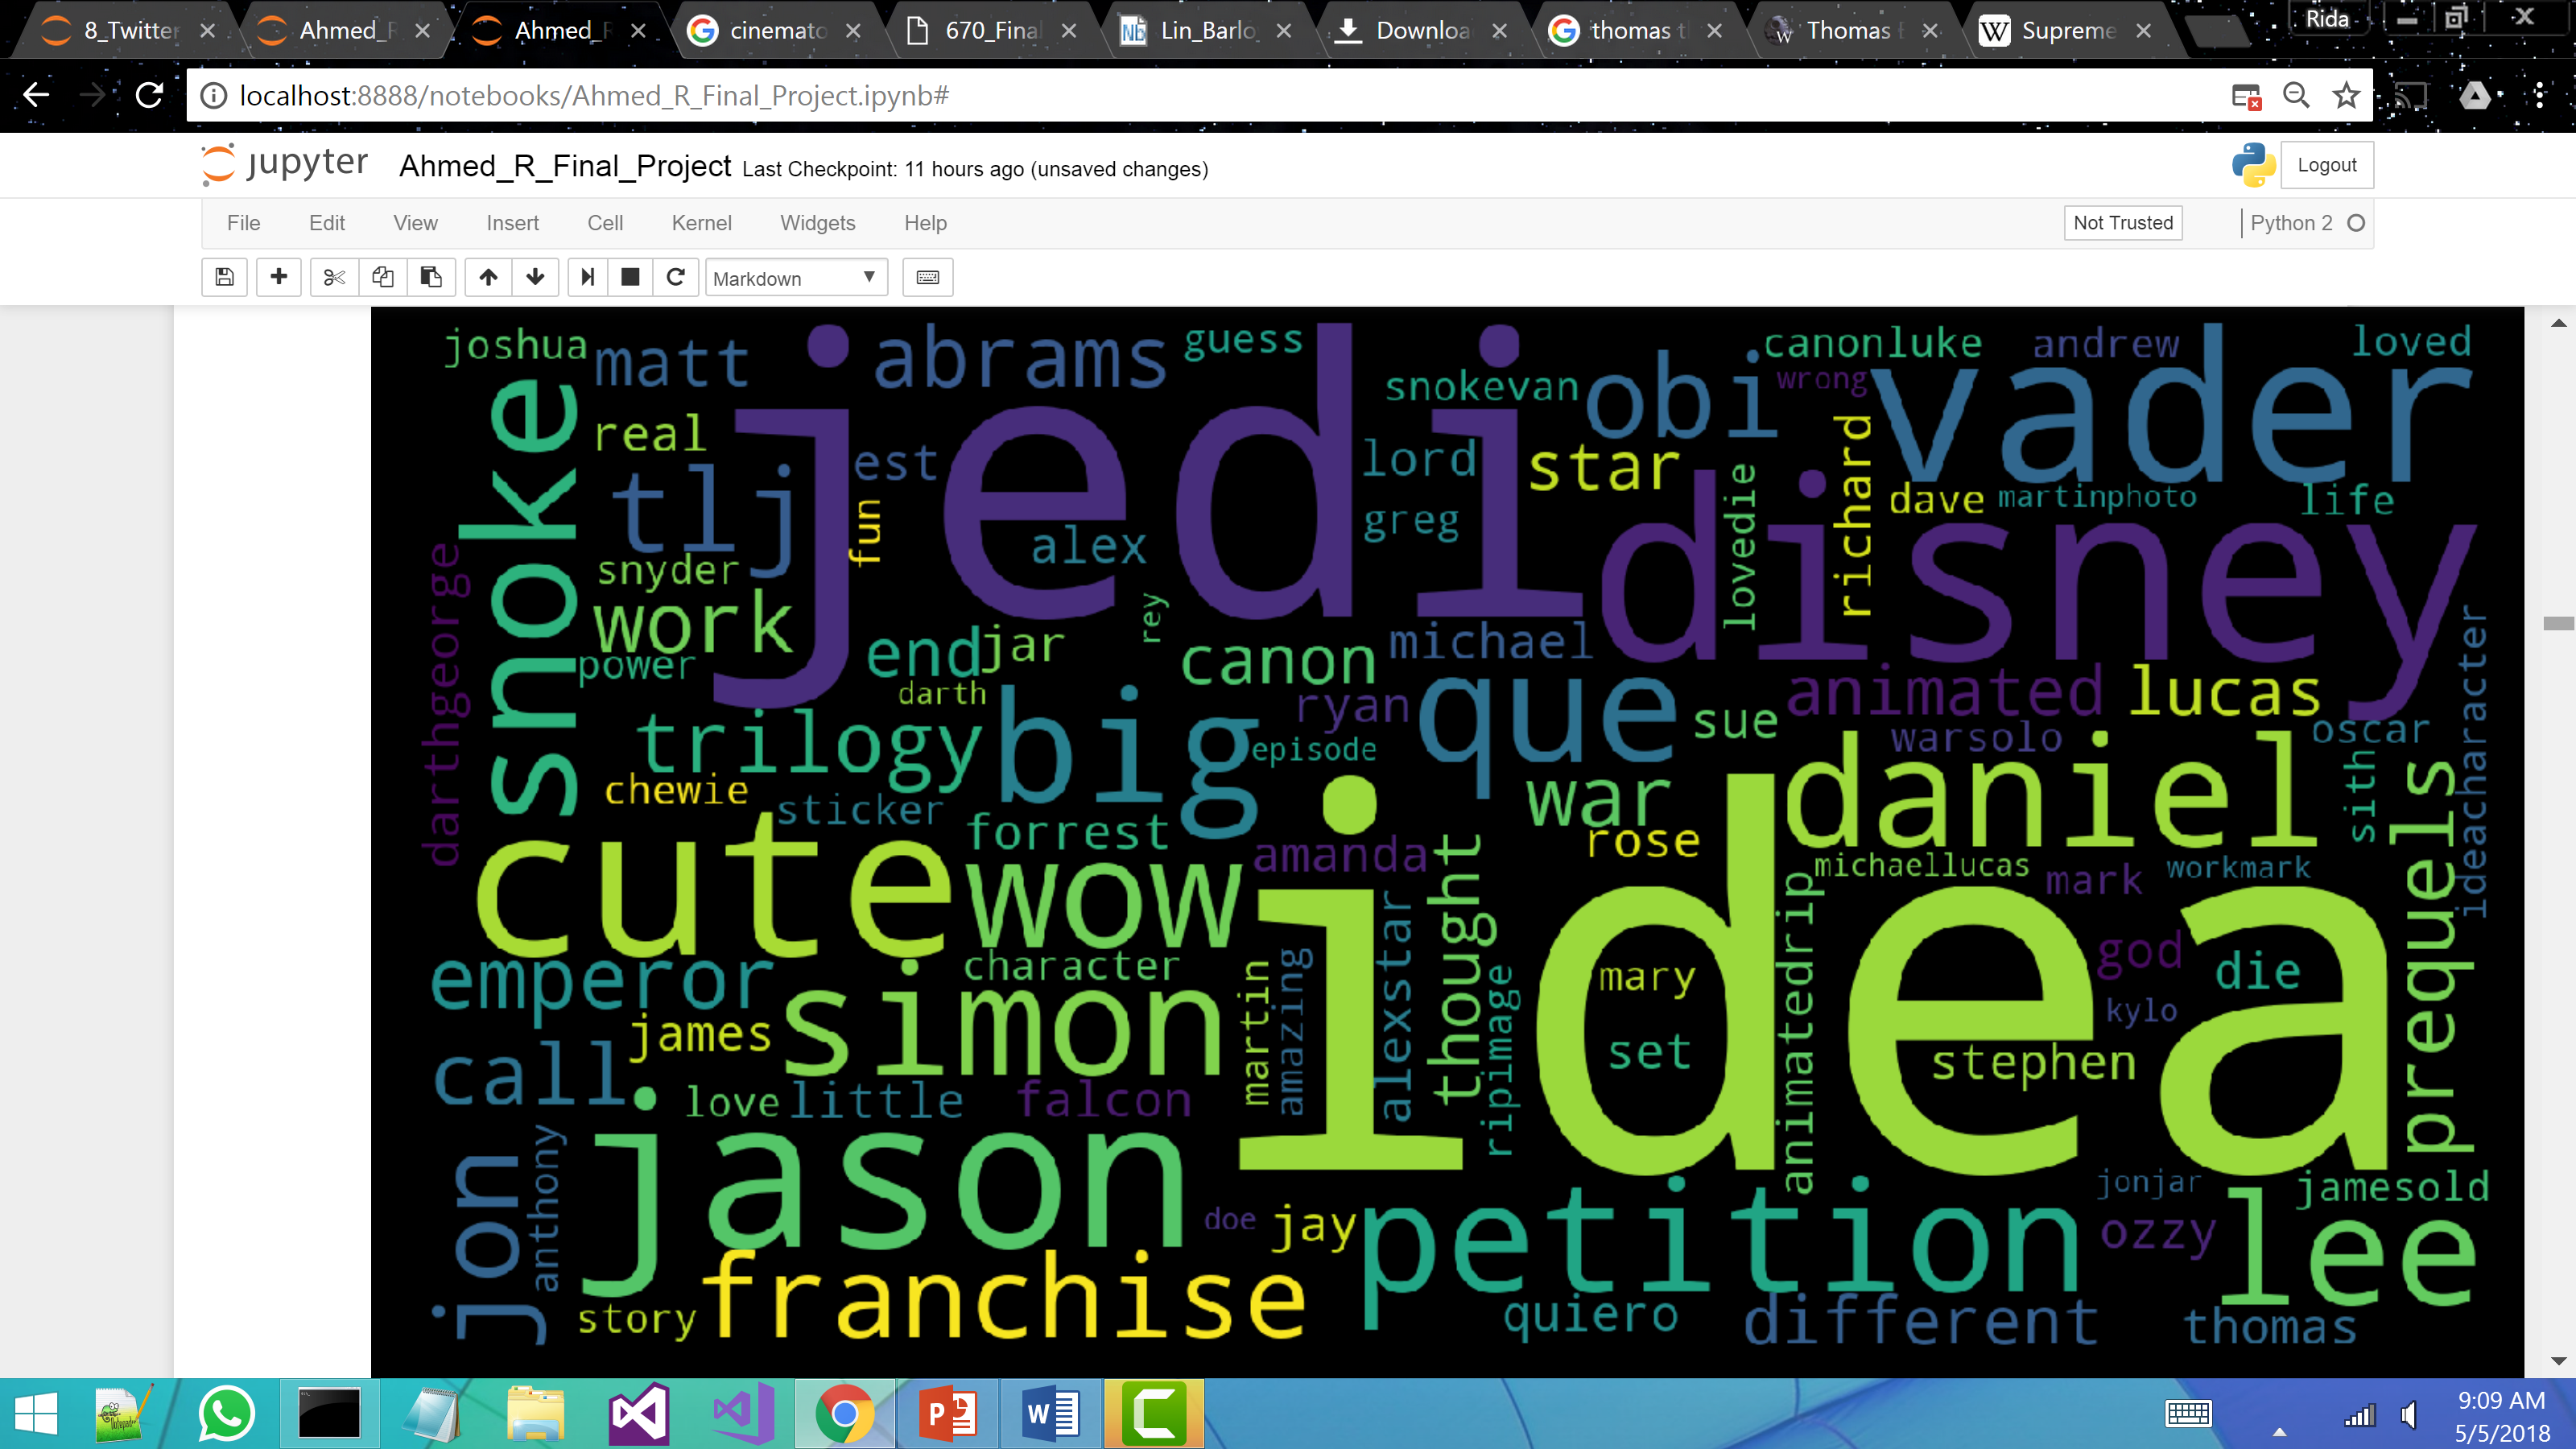 8_Twitter
Ahmed_R
Ahmed_R
cinemato
670_Final
Lin_Barlo
Downloa
thomas t
Thomas
Supreme
Rida
localhost:8888/notebooks/Ahmed_R_Final_Project.ipynb#
jupyter Ahmed_R_Final_Project Last Checkpoint: 11 hours ago (unsaved changes)
Logout
File Edit View Insert Cell Kernel Widgets Help
Not Trusted
Python 2
Markdown
joshua
matt
abrams
guess
canonluke
andrew
loved
jedi
snokevan
obi
wrong
vader
snoke
real
est
lord
star
richard
tlj
fun
alex
greg
lovedie
dave
martinphoto
life
disney
darthgeorge
snyder
work
rey
power
end
jar
canon
michael
darth
ryan
que
sue
animated
lucas
ideacharacter
trilogy
big
episode
warsolo
oscar
chewie
sticker
forrest
war
daniel
sith
prequels
cute
wow
amanda
thought
rose
michaellucas
mark
workmark
idea
emperor
character
simon
martin
amazing
alexstar
riplmage
mary
animatedrip
god
die
james
set
kylo
stephen
call
love
little
falcon
jon
anthony
jason
doe
jay
petition
jonjar
jamesold
ozzy
lee
story
franchise
quiero
different
thomas
9:09 AM
5/5/2018